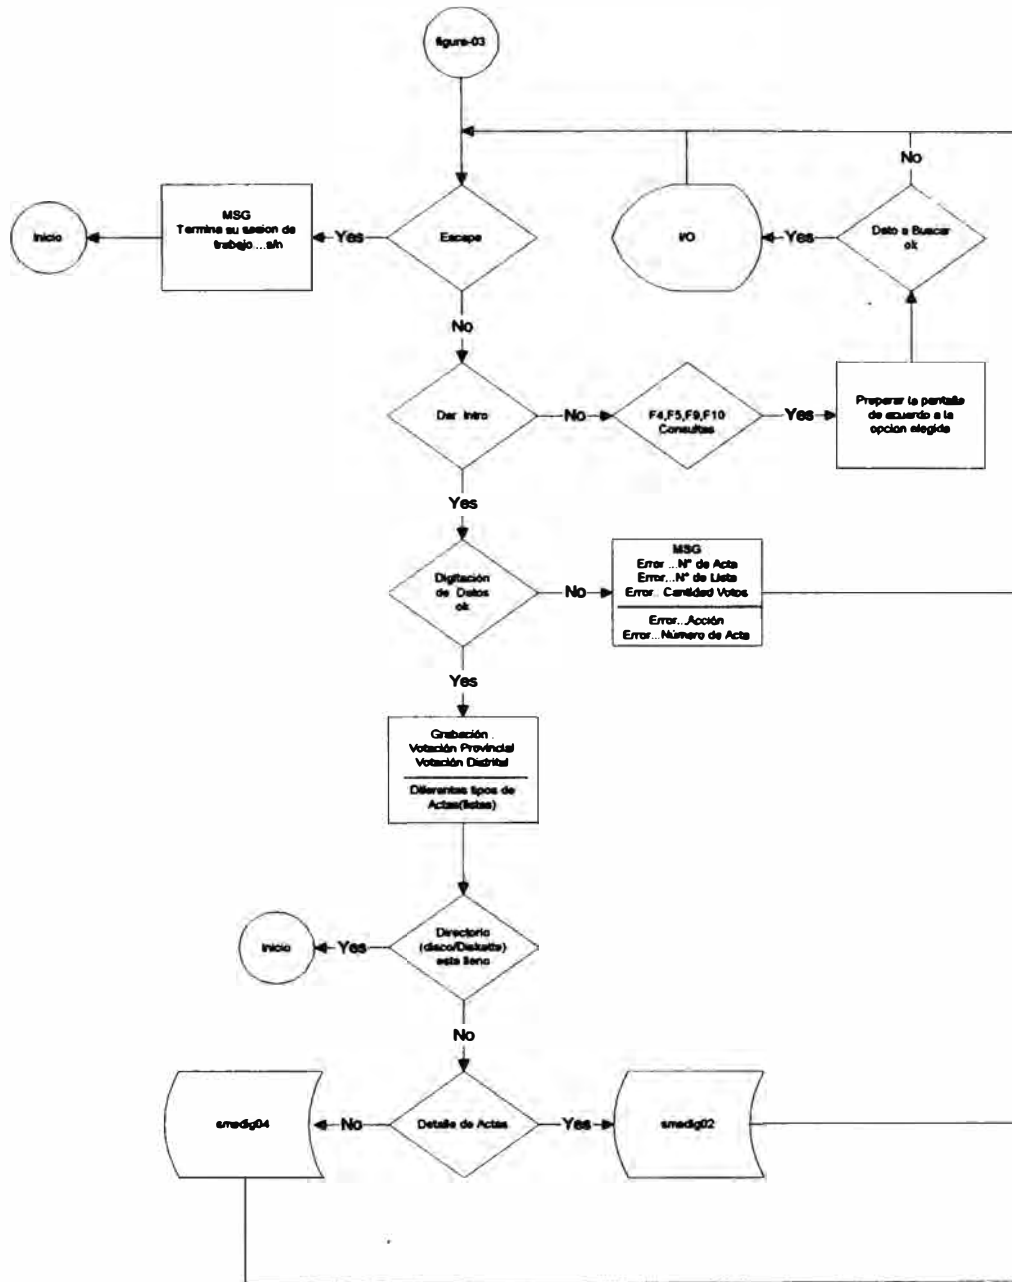 figura-03
No
MSG
Termina su sesion de
trabajo...s/n
Inicio
Yes
Escape
I/O
Yes
Dato a Buscar
ok
No
Dar Intro
No
F4,F5,F9,F10
Consultas
Yes
Preparar la pantalla
de acuerdo a la
opcion elegida
Yes
Digitación
de Datos
ok
No
MSG
Error ...N° de Acta
Error...N° de Lista
Error.. Cantidad Votos
Error...Acción
Error...Número de Acta
Yes
Grabación .
Votación Provincial
Votación Distrital
Diferentes tipos de
Actas(listas)
Inicio
Yes
Directorio
(disco/Diskette)
este lleno
No
smedig04
No
Detalle de Actas
Yes
smedig02